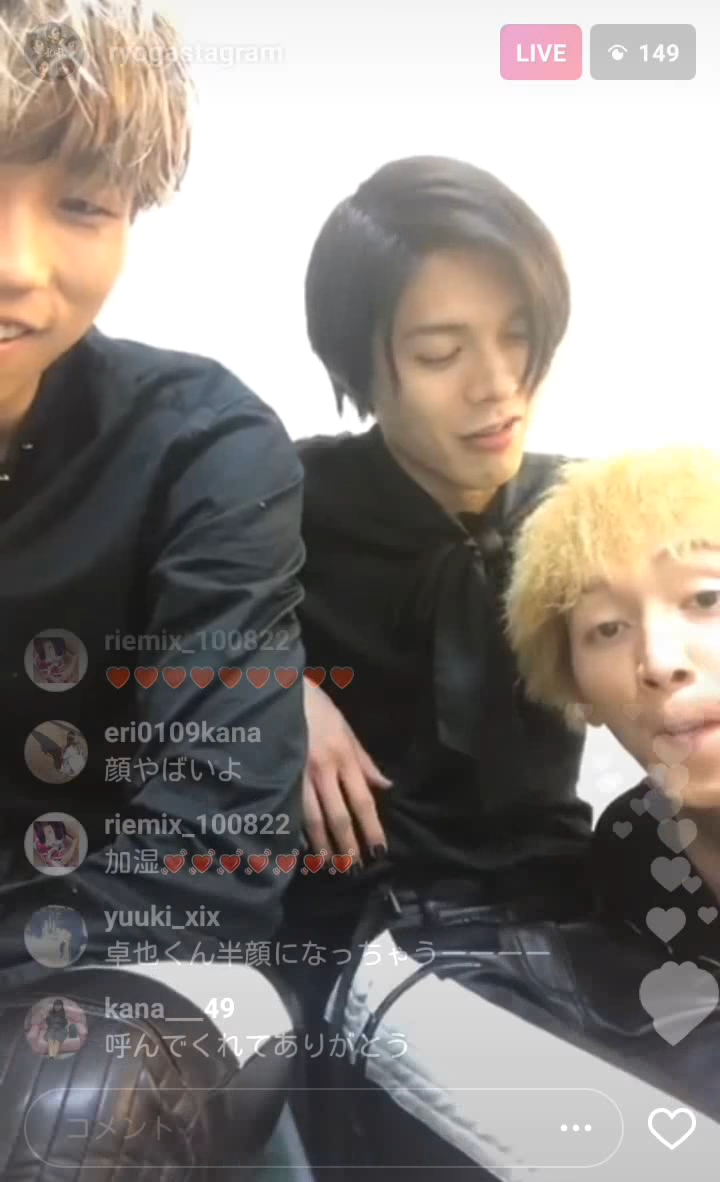 ryogastagram
LIVE
149
riemix_100822
❤❤❤❤❤❤❤❤❤
eri0109kana
顔やばいよ
riemix_100822
加湿💘💘💘💘💘💘💘
yuuki_xix
卓也くん半顔になっちゃうーーーー
kana__49
呼んでくれてありがとう
コメント